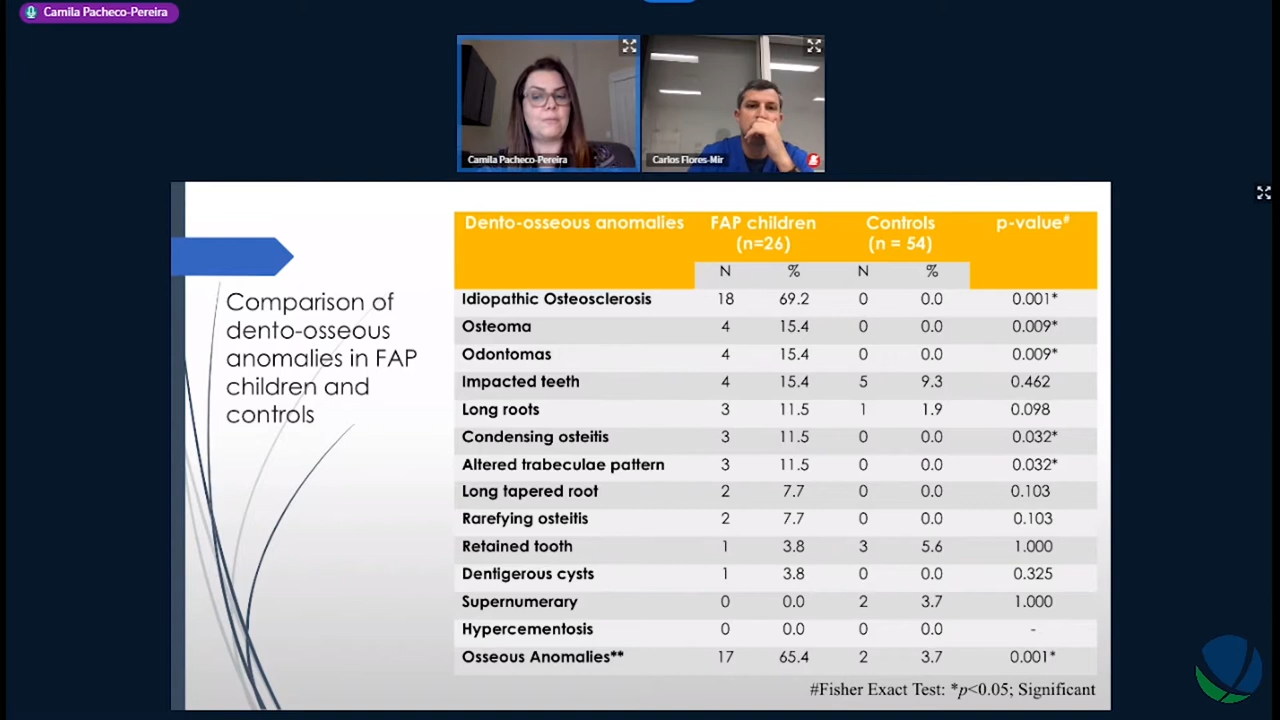 Camila Pacheco-Pereira
Camila Pacheco-Pereira
Carlos Flores-Mir
Comparison of
dento-osseous
anomalies in FAP
children and
controls
Dento-osseous anomalies FAP children (n=26) Controls (n = 54) p-value#
N % N %
Idiopathic Osteosclerosis 18 69.2 0 0.0 0.001*
Osteoma 4 15.4 0 0.0 0.009*
Odontomas 4 15.4 0 0.0 0.009*
Impacted teeth 4 15.4 5 9.3 0.462
Long roots 3 11.5 1 1.9 0.098
Condensing osteitis 3 11.5 0 0.0 0.032*
Altered trabeculae pattern 3 11.5 0 0.0 0.032*
Long tapered root 2 7.7 0 0.0 0.103
Rarefying osteitis 2 7.7 0 0.0 0.103
Retained tooth 1 3.8 3 5.6 1.000
Dentigerous cysts 1 3.8 0 0.0 0.325
Supernumerary 0 0.0 2 3.7 1.000
Hypercementosis 0 0.0 0 0.0 -
Osseous Anomalies** 17 65.4 2 3.7 0.001*
#Fisher Exact Test: *p<0.05; Significant